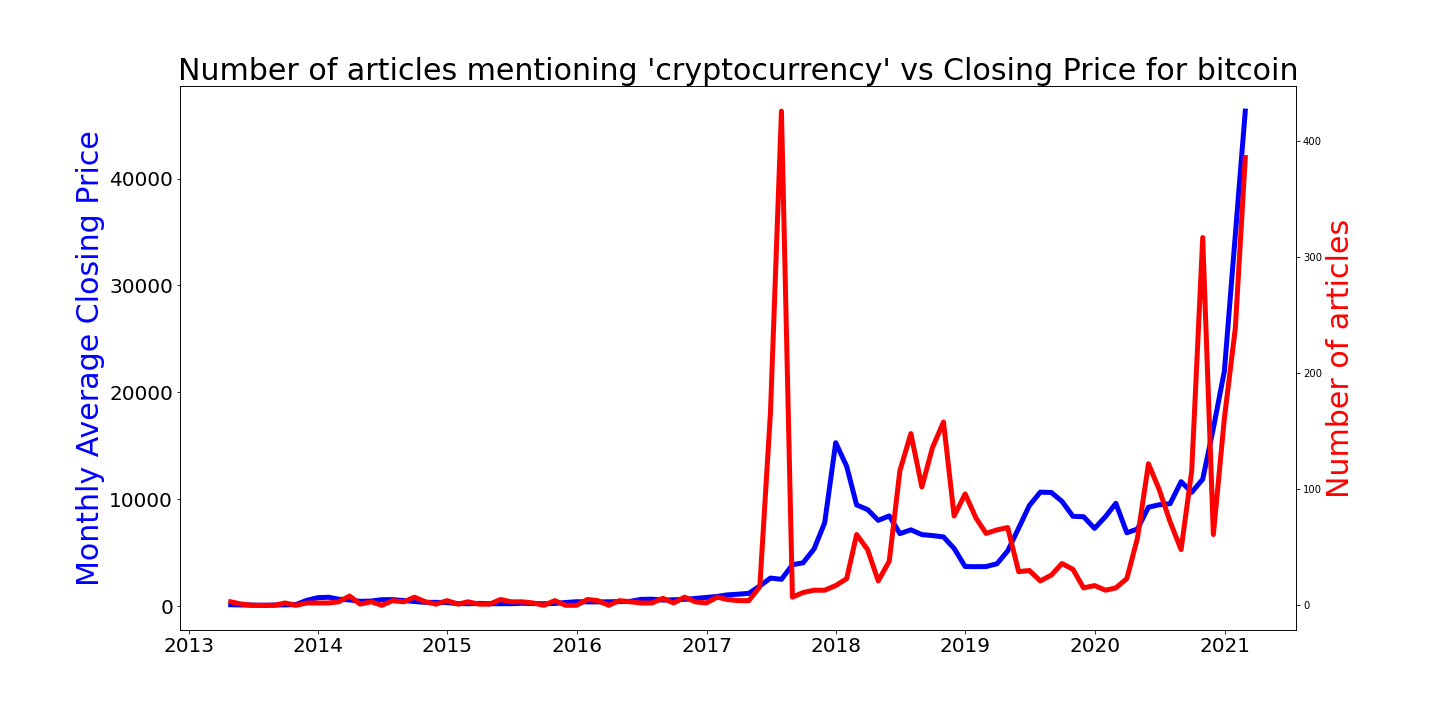 Number of articles mentioning 'cryptocurrency' vs Closing Price for bitcoin
Monthly Average Closing Price
40000
30000
20000
10000
0
400
300
200
100
0
Number of articles
2013 2014 2015 2016 2017 2018 2019 2020 2021